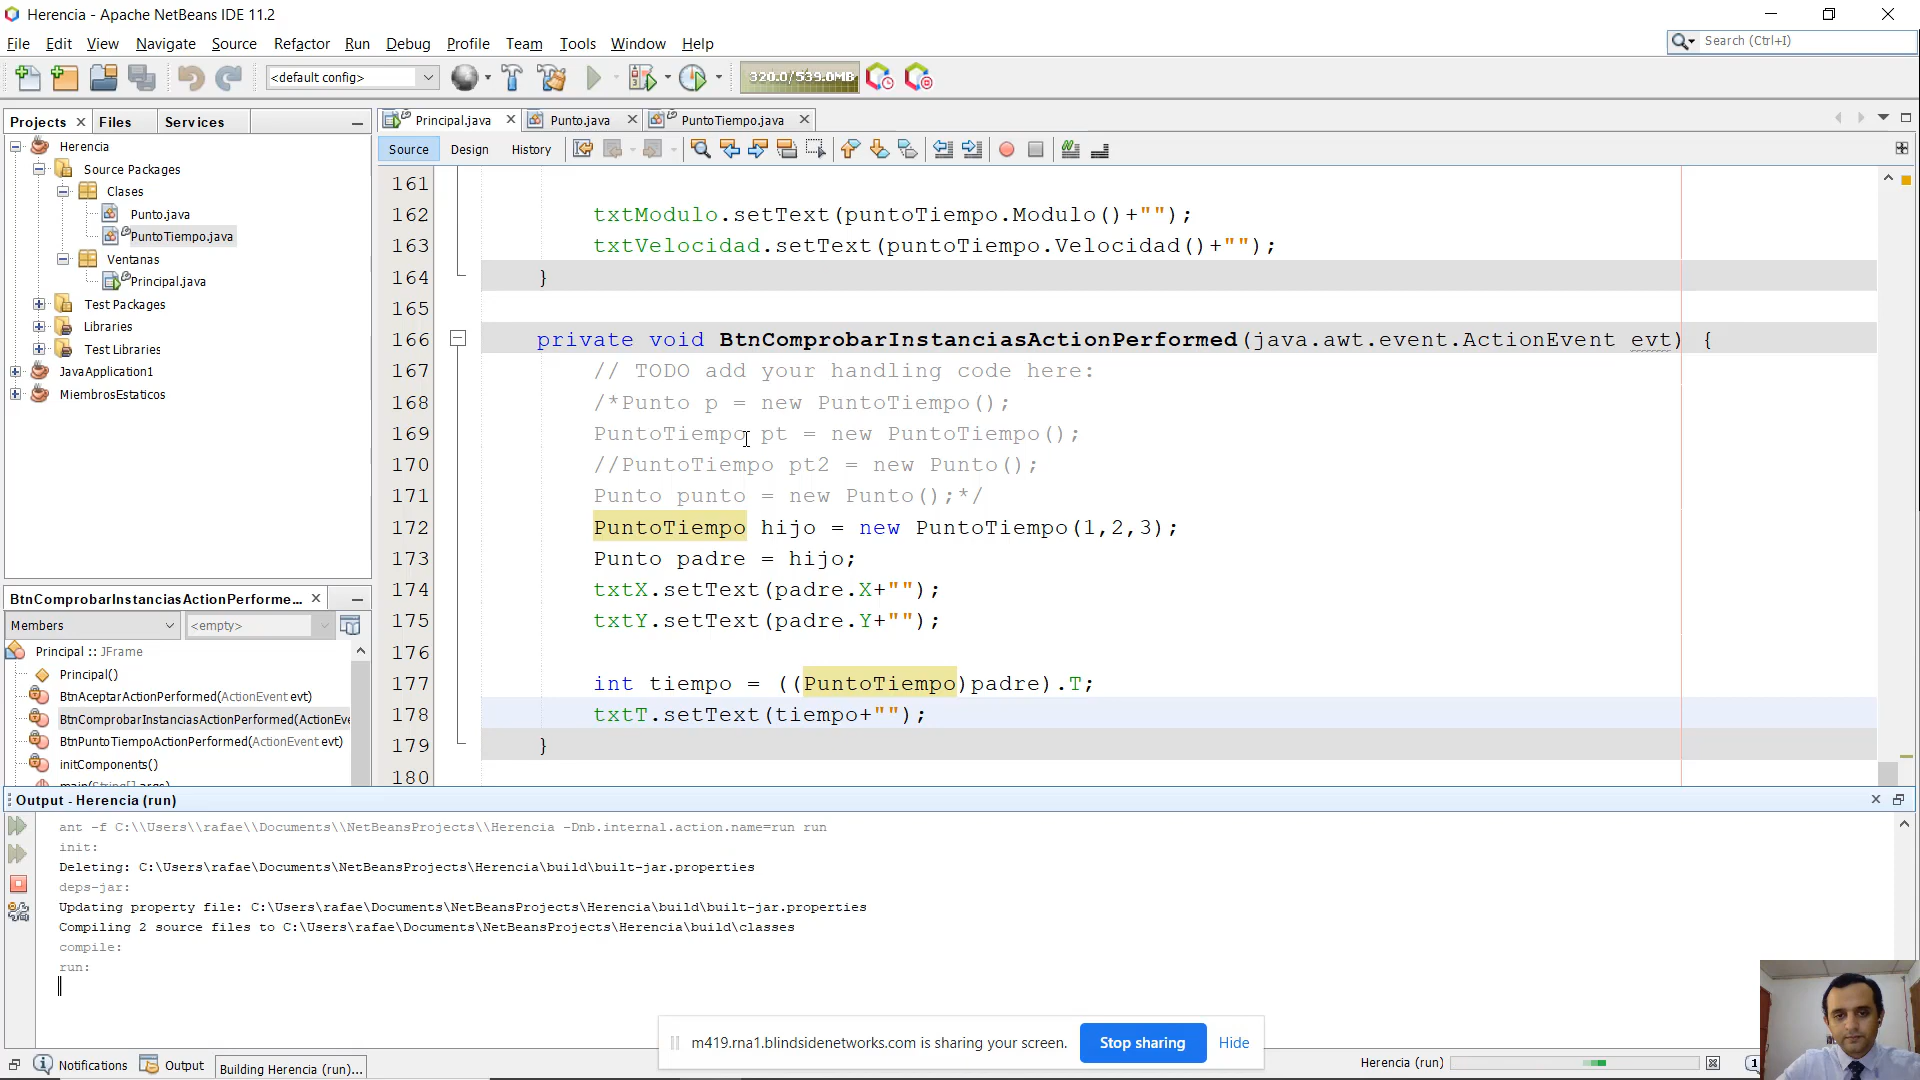 Herencia - Apache NetBeans IDE 11.2
File Edit View Navigate Source Refactor Run Debug Profile Team Tools Window Help
Search (Ctrl+I)
<default config>
320.0/539.0MB
Projects Files Services
Principal.java Punto.java PuntoTiempo.java
Source Design History
Herencia
Source Packages
Clases
Punto.java
PuntoTiempo.java
Ventanas
Principal.java
Test Packages
Libraries
Test Libraries
JavaApplication1
MiembrosEstaticos
161
162 txtModulo.setText(puntoTiempo.Modulo()+"");
163 txtVelocidad.setText(puntoTiempo.Velocidad()+"");
164 }
165
166 private void BtnComprobarInstanciasActionPerformed(java.awt.event.ActionEvent evt) {
167 // TODO add your handling code here:
168 /*Punto p = new PuntoTiempo();
169 PuntoTiempo pt = new PuntoTiempo();
170 //PuntoTiempo pt2 = new Punto();
171 Punto punto = new Punto();*/
172 PuntoTiempo hijo = new PuntoTiempo(1,2,3);
173 Punto padre = hijo;
174 txtX.setText(padre.X+"");
175 txtY.setText(padre.Y+"");
176
177 int tiempo = ((PuntoTiempo)padre).T;
178 txtT.setText(tiempo+"");
179 }
180
BtnComprobarInstanciasActionPerforme...
Members <empty>
Principal :: JFrame
Principal()
BtnAceptarActionPerformed(ActionEvent evt)
BtnComprobarInstanciasActionPerformed(ActionEve
BtnPuntoTiempoActionPerformed(ActionEvent evt)
initComponents()
main(String[] args)
Output - Herencia (run)
ant -f C:\\Users\\rafae\\Documents\\NetBeansProjects\\Herencia -Dnb.internal.action.name=run run
init:
Deleting: C:\Users\rafae\Documents\NetBeansProjects\Herencia\build\built-jar.properties
deps-jar:
Updating property file: C:\Users\rafae\Documents\NetBeansProjects\Herencia\build\built-jar.properties
Compiling 2 source files to C:\Users\rafae\Documents\NetBeansProjects\Herencia\build\classes
compile:
run:
m419.rna1.blindsidenetworks.com is sharing your screen. Stop sharing Hide
Notifications Output Building Herencia (run)... Herencia (run) 1